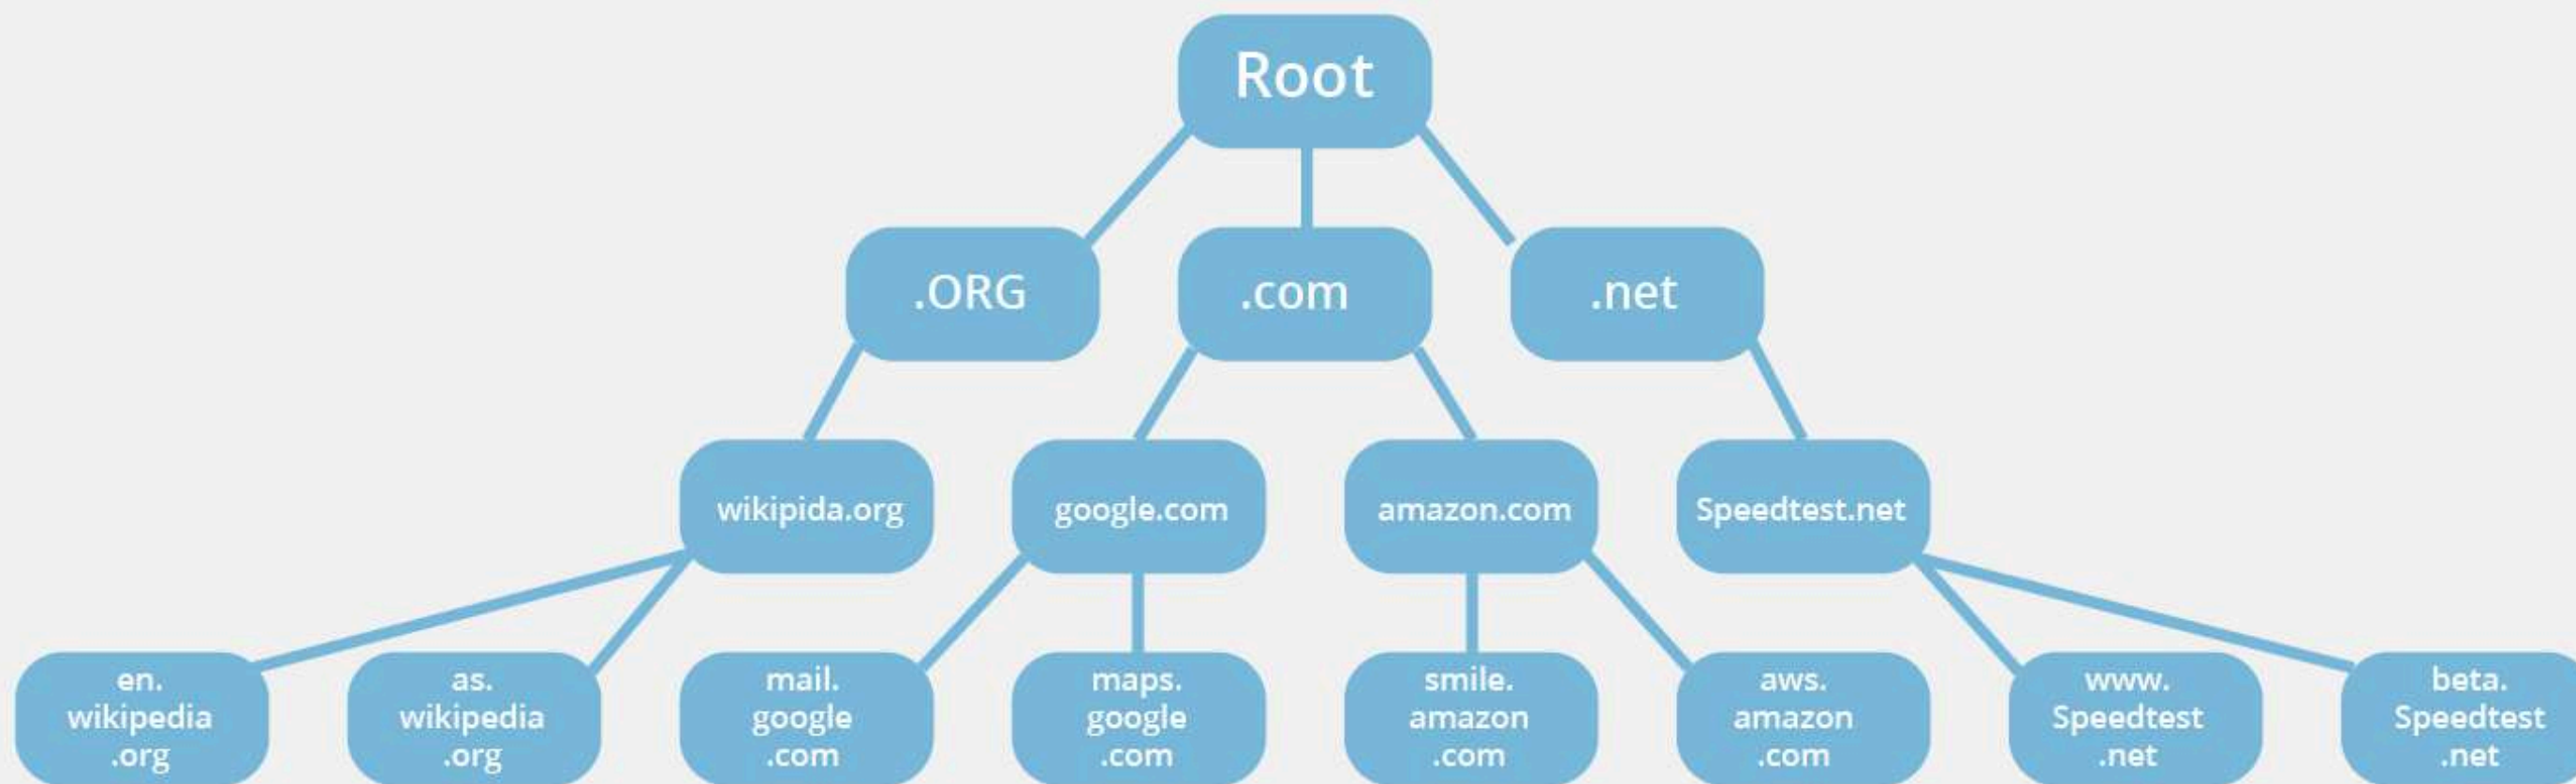 Root
.ORG
.com
.net
wikipida.org
google.com
amazon.com
Speedtest.net
en.
wikipedia
.org
as.
wikipedia
.org
mail.
google
.com
maps.
google
.com
smile.
amazon
.com
aws.
amazon
.com
www.
Speedtest
.net
beta.
Speedtest
.net